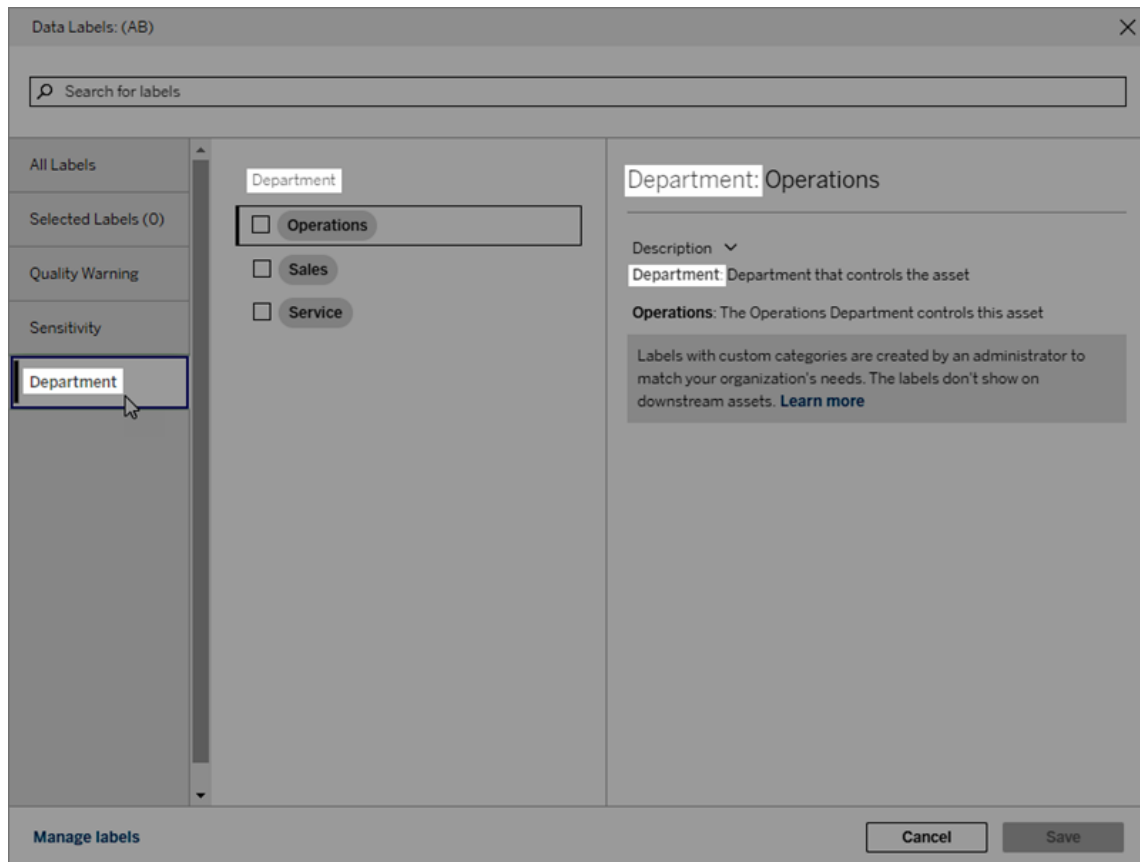 Data Labels: (AB)
Search for labels
All Labels
Selected Labels (0)
Quality Warning
Sensitivity
Department
Department
Operations
Sales
Service
Department: Operations
Description
Department: Department that controls the asset
Operations: The Operations Department controls this asset
Labels with custom categories are created by an administrator to
match your organization's needs. The labels don't show on
downstream assets. Learn more
Manage labels
Cancel
Save